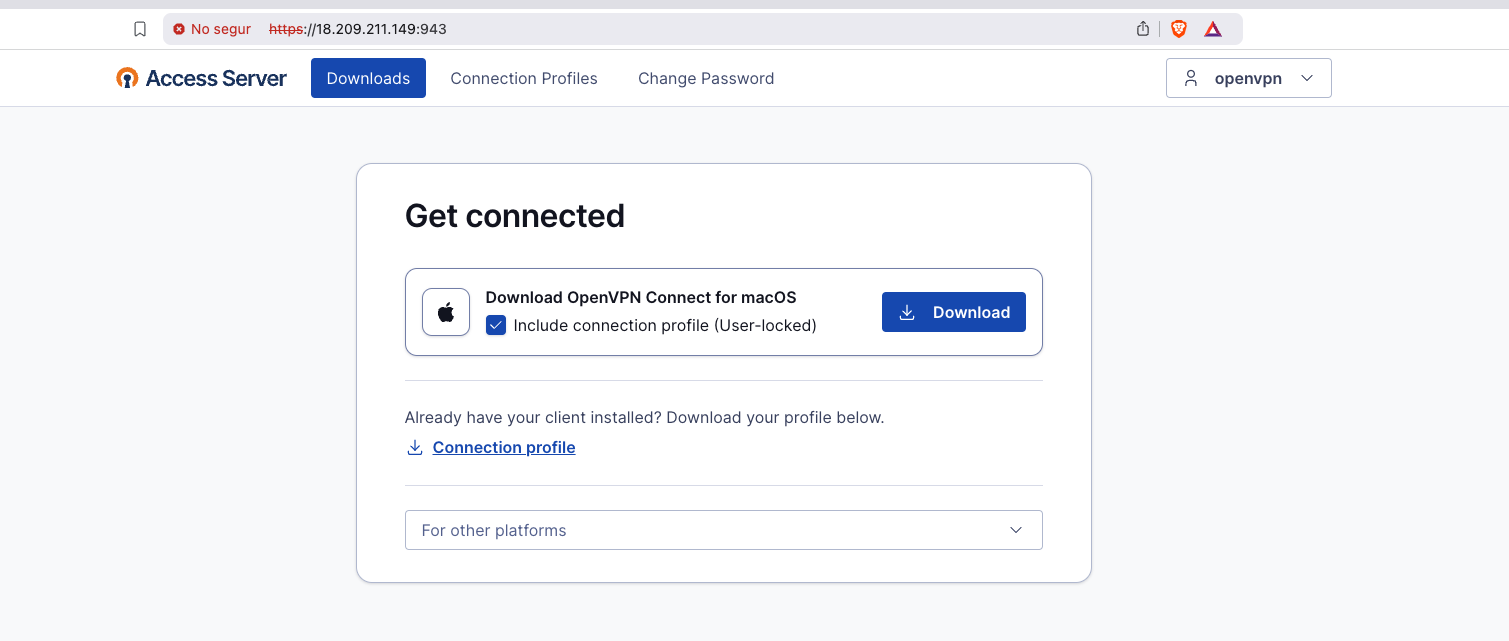 No segur https://18.209.211.149:943
Access Server Downloads Connection Profiles Change Password openvpn
Get connected
Download OpenVPN Connect for macOS
Include connection profile (User-locked)
Download
Already have your client installed? Download your profile below.
Connection profile
For other platforms